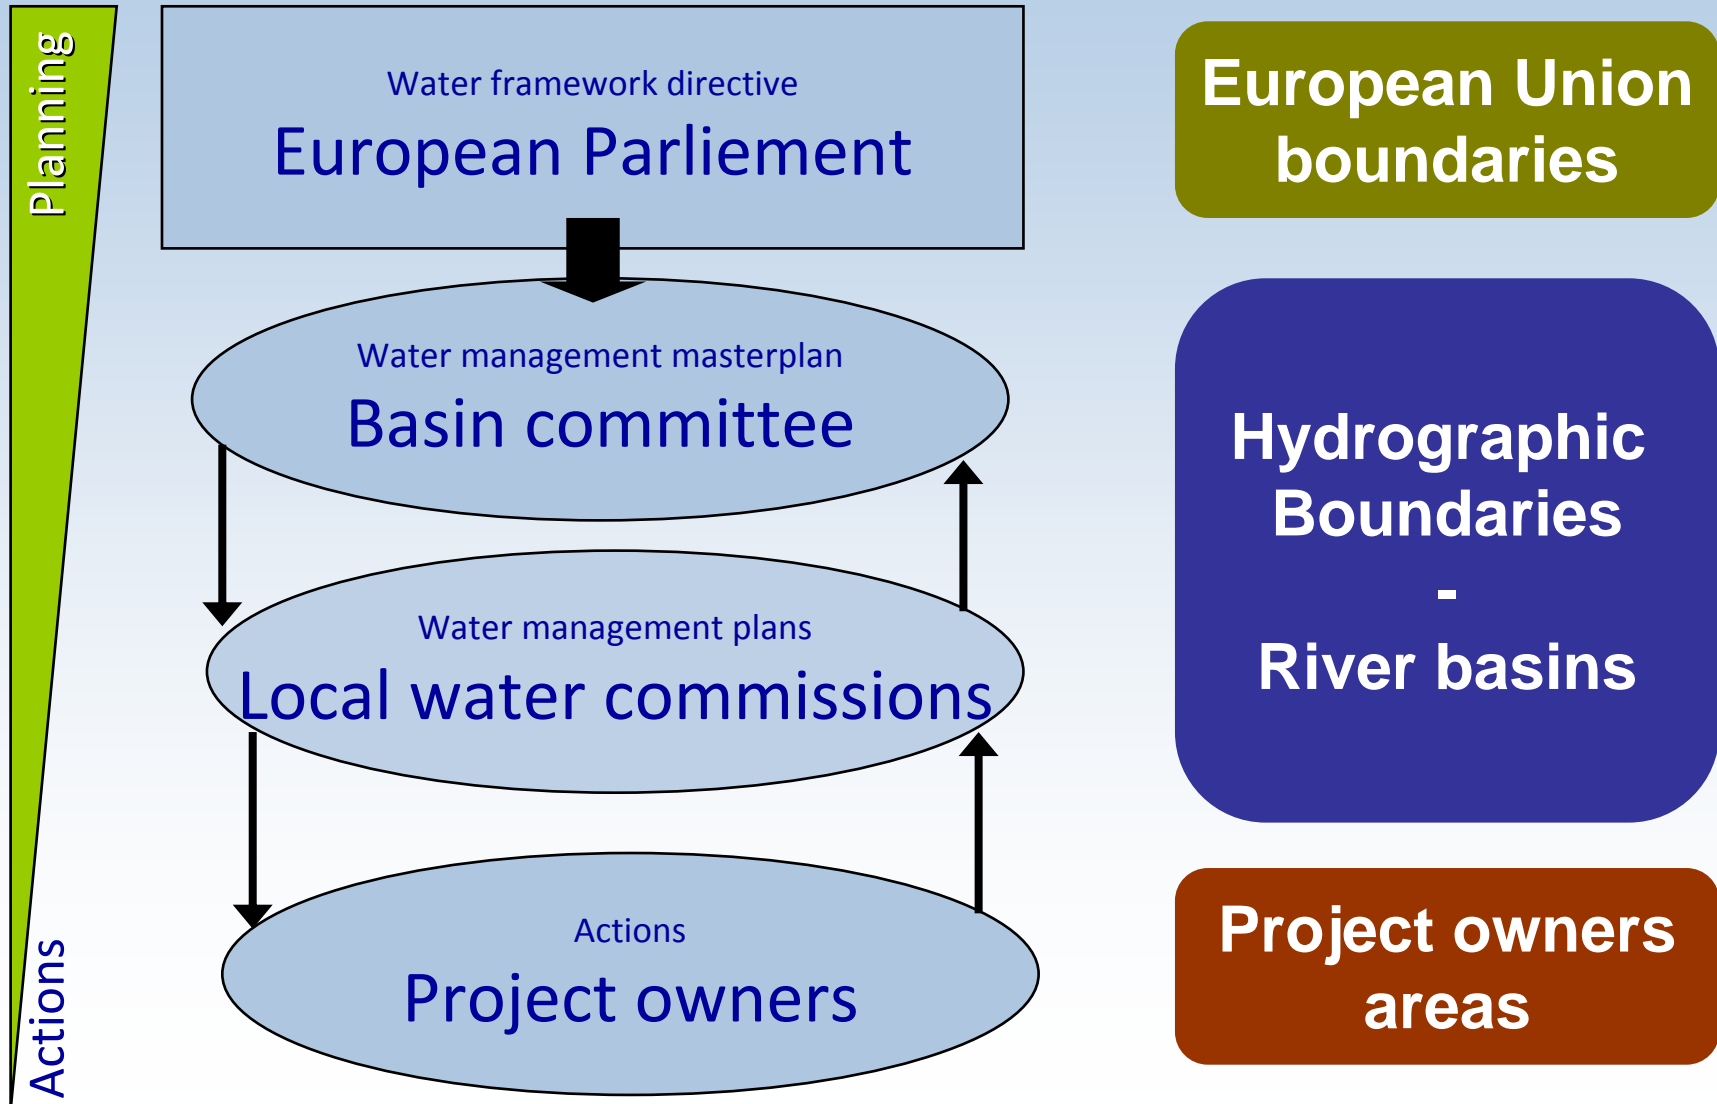 Planning
Water framework directive
European Parliement
European Union
boundaries
Water management masterplan
Basin committee
Hydrographic
Boundaries
-
River basins
Water management plans
Local water commissions
Actions
Project owners
Project owners
areas
Actions